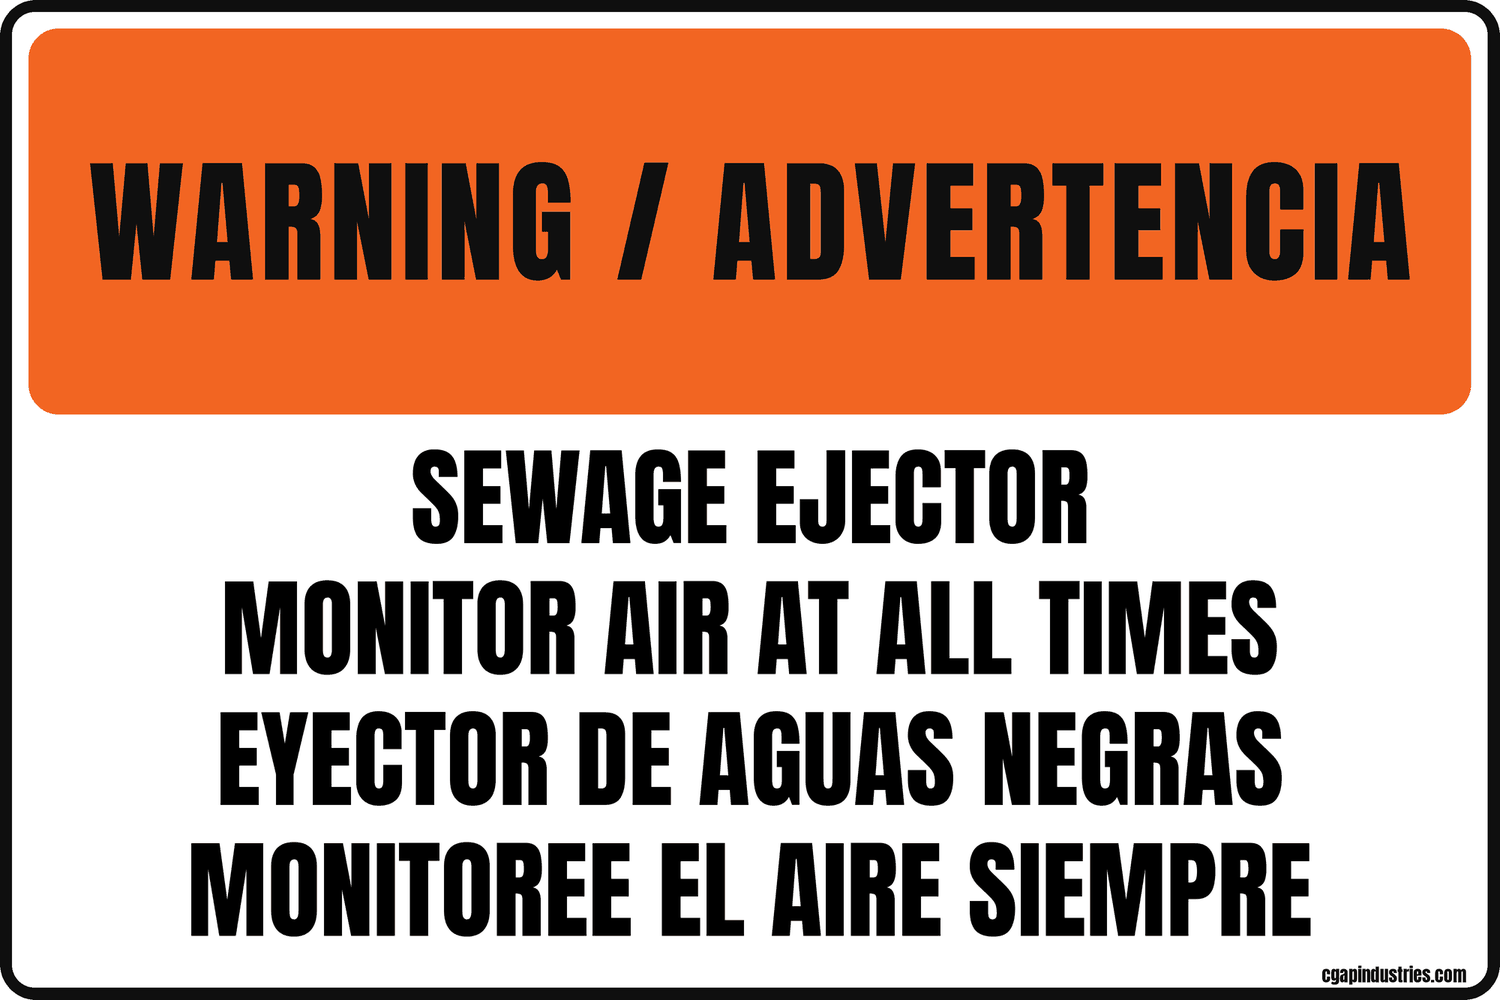 WARNING / ADVERTENCIA
SEWAGE EJECTOR
MONITOR AIR AT ALL TIMES
EYECTOR DE AGUAS NEGRAS
MONITOREE EL AIRE SIEMPRE
cgapindustries.com